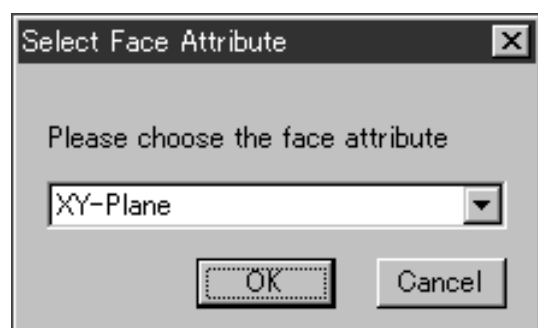 Select Face Attribute
Please choose the face attribute
XY-Plane
OK Cancel